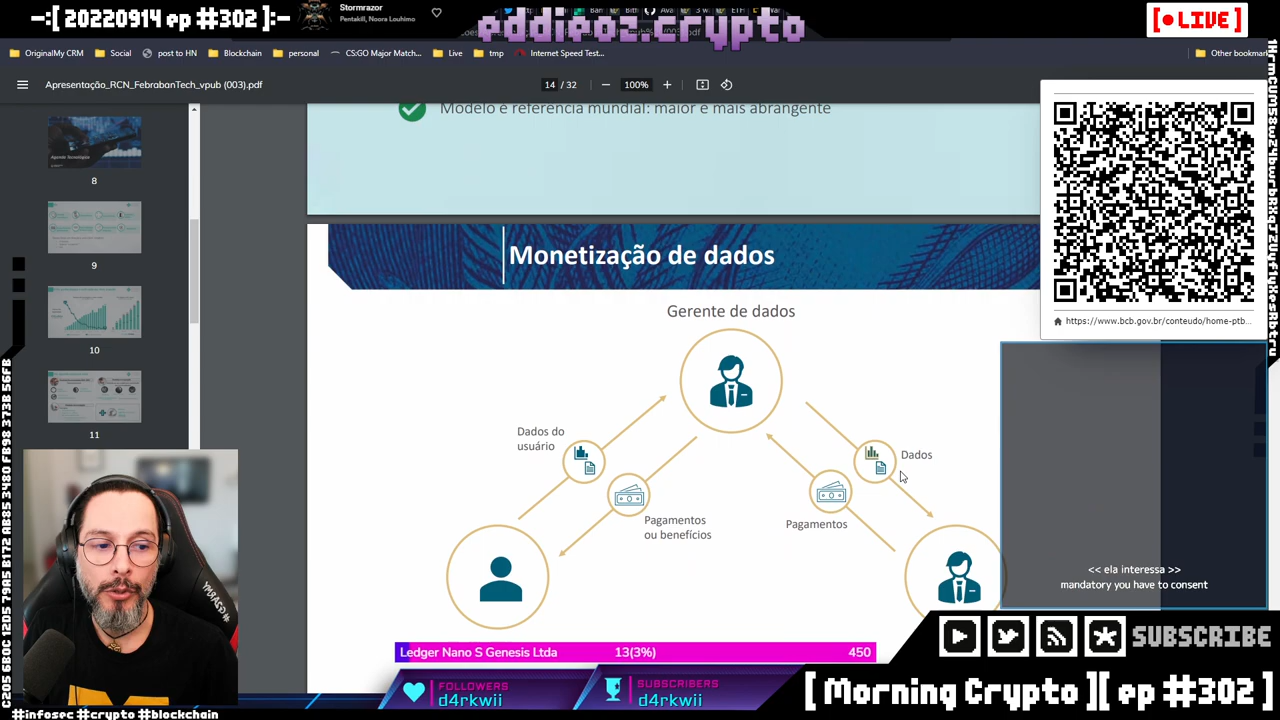 -:[ 20220914 ep #302 ]:-
Stormrazor
Pentakill, Noora Louhimo
eddieoz.crypto
[ ● LIVE ]
OriginalMy CRM
Social
post to HN
Blockchain
personal
CS:GO Major Match...
Live
tmp
Internet Speed Test...
Other bookmar
Apresentação_RCN_FebrabanTech_vpub (003).pdf
14 / 32
100%
Modelo é referência mundial: maior e mais abrangente
8
9
10
11
Monetização de dados
Gerente de dados
Dados do
usuário
Dados
Pagamentos
ou benefícios
Pagamentos
https://www.bcb.gov.br/conteudo/home-ptb...
<< ela interessa >>
mandatory you have to consent
Ledger Nano S Genesis Ltda
13(3%)
450
FOLLOWERS
d4rkwii
SUBSCRIBERS
d4rkwii
SUBSCRIBE
[ Morning Crypto ][ ep #302 ]
#infosec #crypto #blockchain